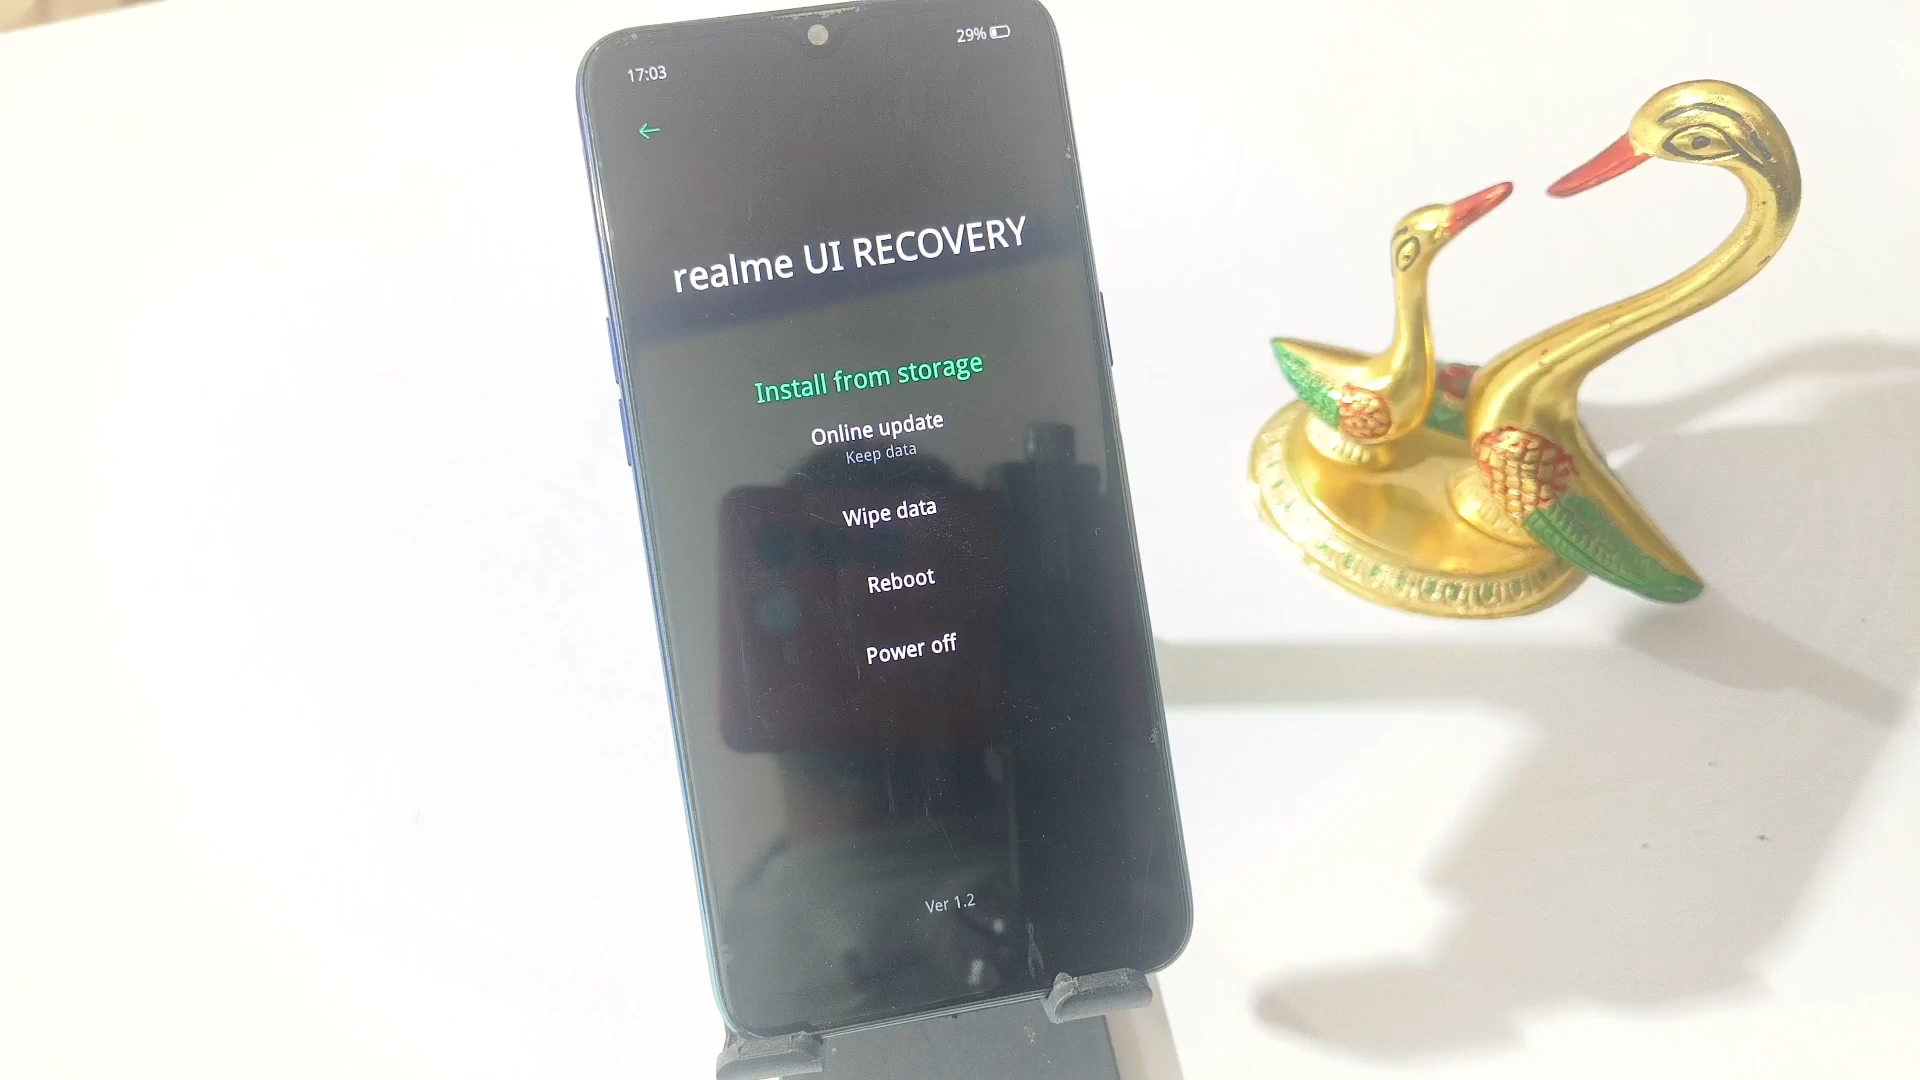 17:03
29%
realme UI RECOVERY
Install from storage
Online update
Keep data
Wipe data
Reboot
Power off
Ver 1.2